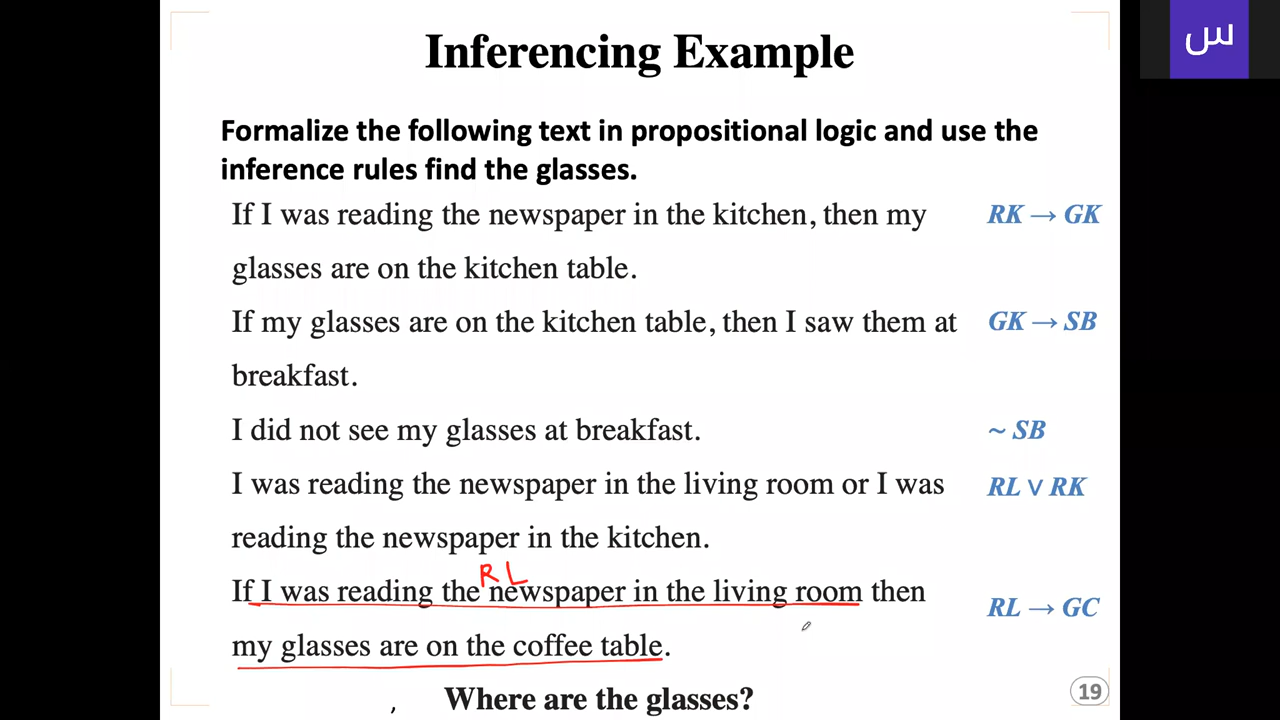 س
Inferencing Example
Formalize the following text in propositional logic and use the
inference rules find the glasses.
If I was reading the newspaper in the kitchen, then my
RK → GK
glasses are on the kitchen table.
If my glasses are on the kitchen table, then I saw them at
GK → SB
breakfast.
I did not see my glasses at breakfast.
~ SB
I was reading the newspaper in the living room or I was
RL ∨ RK
reading the newspaper in the kitchen.
RL
If I was reading the newspaper in the living room then
RL → GC
my glasses are on the coffee table.
Where are the glasses?
19